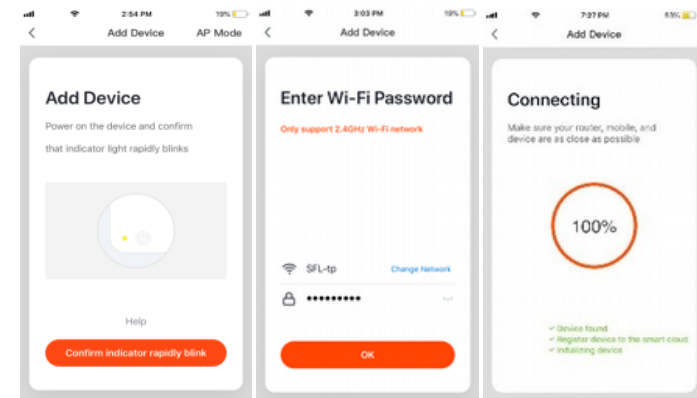 2:54 PM
19%
Add Device
AP Mode
Add Device
Power on the device and confirm
that indicator light rapidly blinks
Help
Confirm indicator rapidly blink
3:03 PM
19%
Add Device
Enter Wi-Fi Password
Only support 2.4GHz Wi-Fi network
SFL-tp
Change Network
•••••••••
OK
7:27 PM
Add Device
Connecting
Make sure your router, mobile, and
device are as close as possible
100%
✓ Device found
✓ Register device to the smart cloud
✓ Initializing device